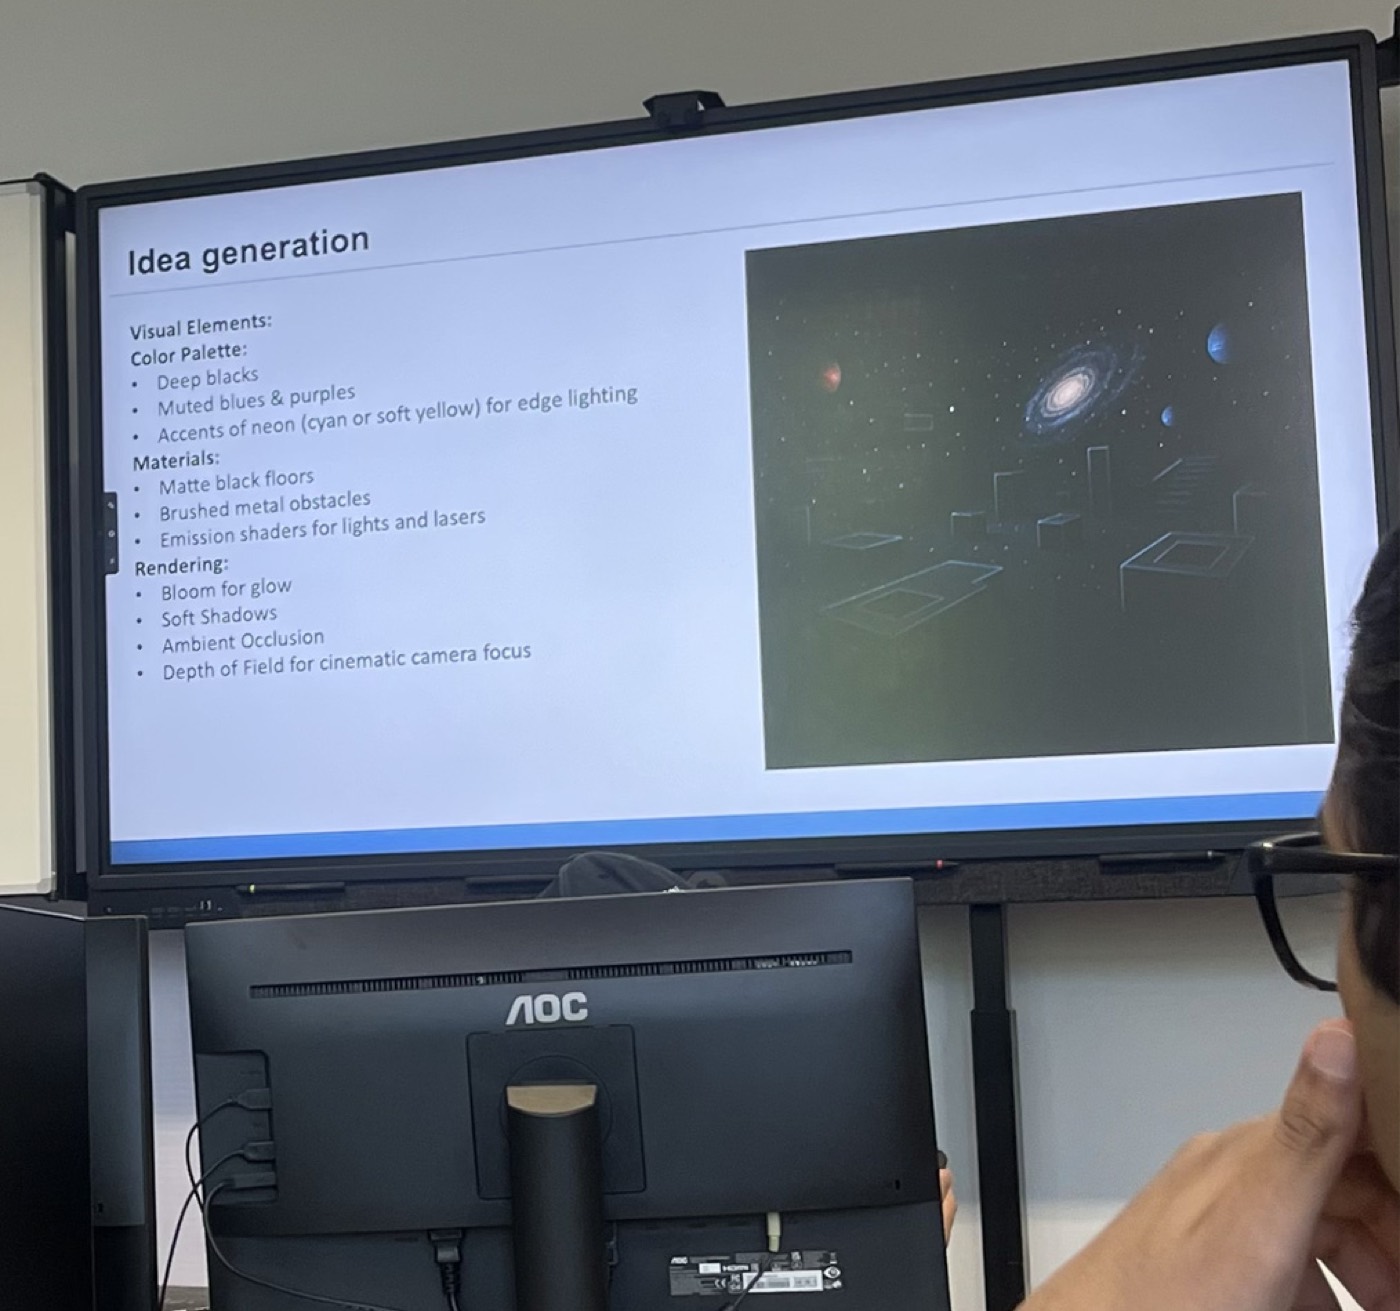 Idea generation
Visual Elements:
Color Palette:
• Deep blacks
• Muted blues & purples
• Accents of neon (cyan or soft yellow) for edge lighting
Materials:
• Matte black floors
• Brushed metal obstacles
• Emission shaders for lights and lasers
Rendering:
• Bloom for glow
• Soft Shadows
• Ambient Occlusion
• Depth of Field for cinematic camera focus
AOC
AOC
HDMI